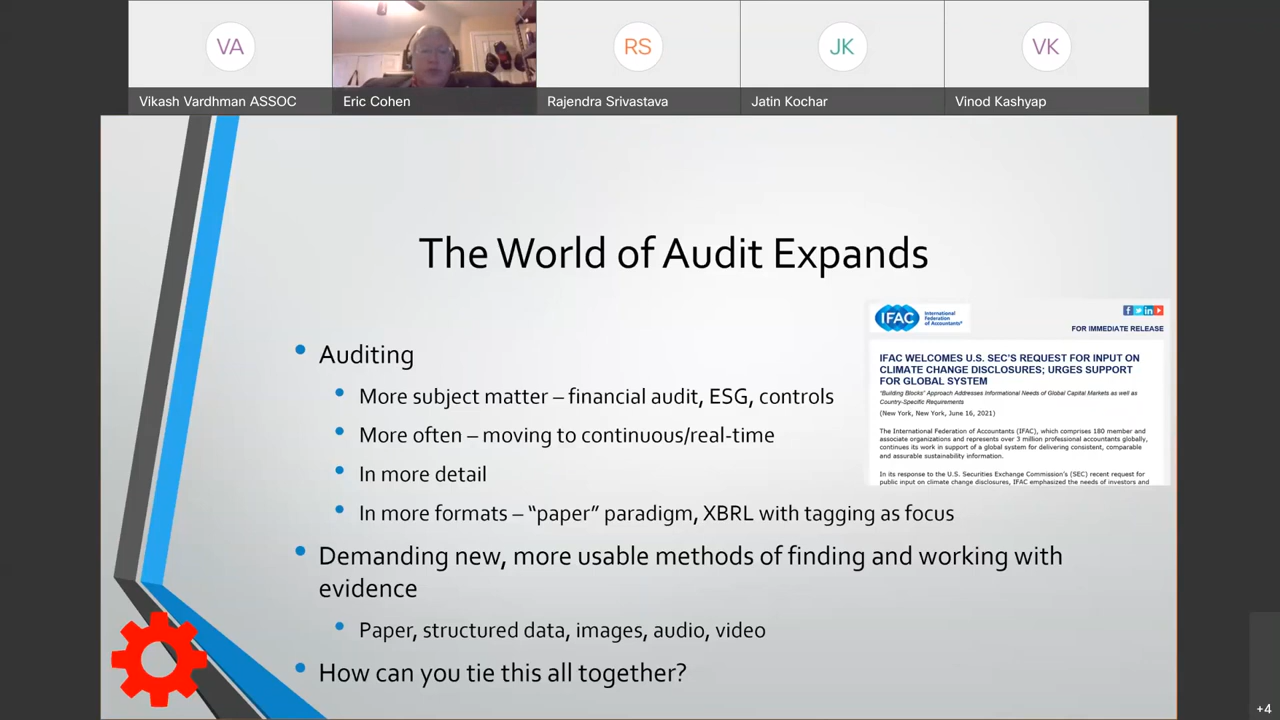 VA
RS
JK
VK
Vikash Vardhman ASSOC
Eric Cohen
Rajendra Srivastava
Jatin Kochar
Vinod Kashyap
The World of Audit Expands
IFAC
International
Federation
of Accountants®
FOR IMMEDIATE RELEASE
IFAC WELCOMES U.S. SEC'S REQUEST FOR INPUT ON
CLIMATE CHANGE DISCLOSURES; URGES SUPPORT
FOR GLOBAL SYSTEM
"Building Blocks" Approach Addresses Informational Needs of Global Capital Markets as well as
Country-Specific Requirements
(New York, New York, June 16, 2021)
The International Federation of Accountants (IFAC), which comprises 180 member and
associate organizations and represents over 3 million professional accountants globally,
continues its work in support of a global system for delivering consistent, comparable
and assurable sustainability information.
In its response to the U.S. Securities Exchange Commission's (SEC) recent request for
public input on climate change disclosures, IFAC emphasized the needs of investors and
• Auditing
• More subject matter – financial audit, ESG, controls
• More often – moving to continuous/real-time
• In more detail
• In more formats – "paper" paradigm, XBRL with tagging as focus
• Demanding new, more usable methods of finding and working with
evidence
• Paper, structured data, images, audio, video
• How can you tie this all together?
+4